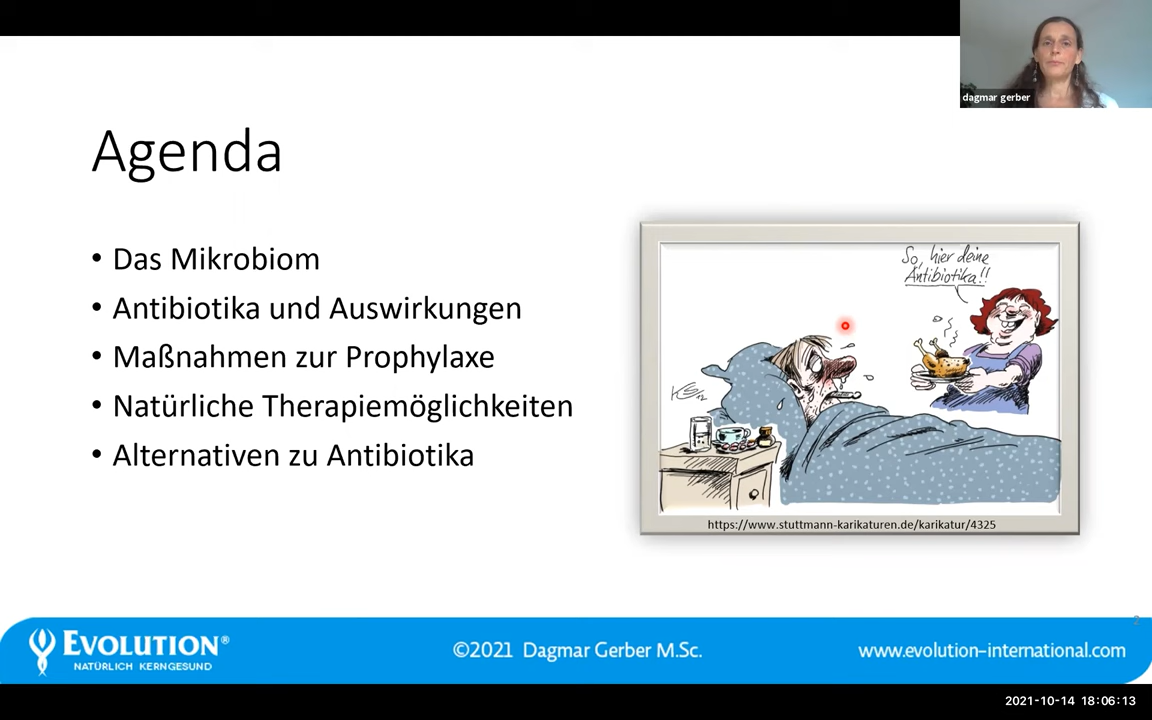 dagmar gerber
Agenda
• Das Mikrobiom
• Antibiotika und Auswirkungen
• Maßnahmen zur Prophylaxe
• Natürliche Therapiemöglichkeiten
• Alternativen zu Antibiotika
So, hier deine
Antibiotika!!
https://www.stuttmann-karikaturen.de/karikatur/4325
2
EVOLUTION®
NATÜRLICH KERNGESUND
©2021 Dagmar Gerber M.Sc.
www.evolution-international.com
2021-10-14 18:06:13